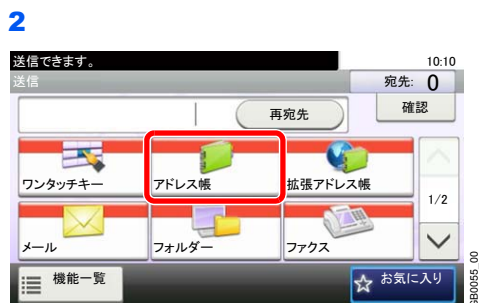 2
送信できます。 10:10
送信 宛先: 0
再宛先 確認
ワンタッチキー アドレス帳 拡張アドレス帳
1/2
メール フォルダー ファクス
機能一覧 お気に入り